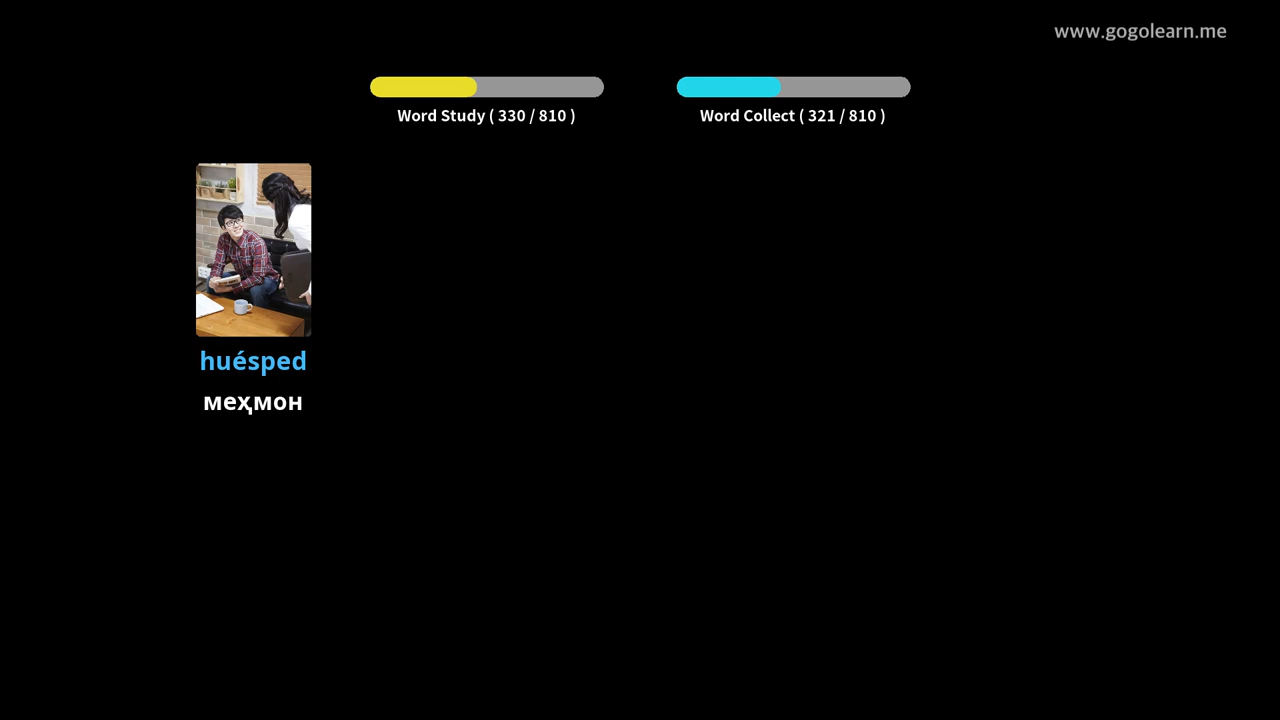 www.gogolearn.me
Word Study ( 330 / 810 )
Word Collect ( 321 / 810 )
huésped
меҳмон